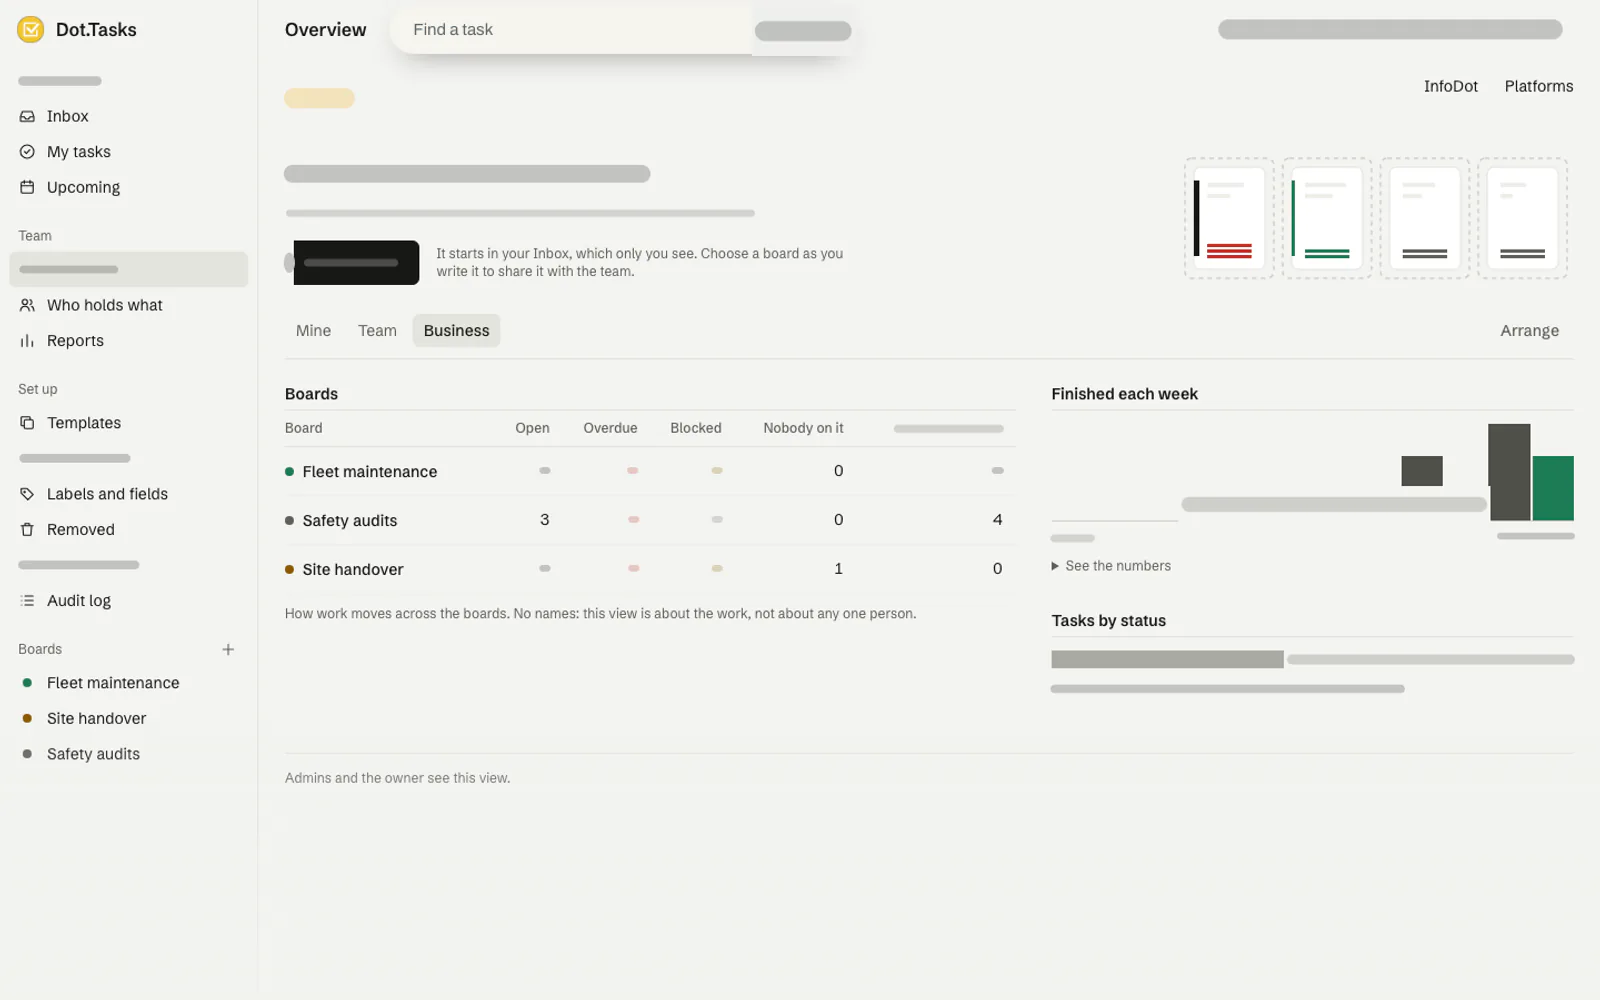 Dot.Tasks
Inbox
My tasks
Upcoming
Team
Who holds what
Reports
Set up
Templates
Labels and fields
Removed
Audit log
Boards
Fleet maintenance
Site handover
Safety audits
Overview
Find a task
InfoDot Platforms
It starts in your Inbox, which only you see. Choose a board as you
write it to share it with the team.
Mine Team Business Arrange
Boards
Board Open Overdue Blocked Nobody on it
Fleet maintenance 0
Safety audits 3 0 4
Site handover 1 0
How work moves across the boards. No names: this view is about the work, not about any one person.
Finished each week
See the numbers
Tasks by status
Admins and the owner see this view.